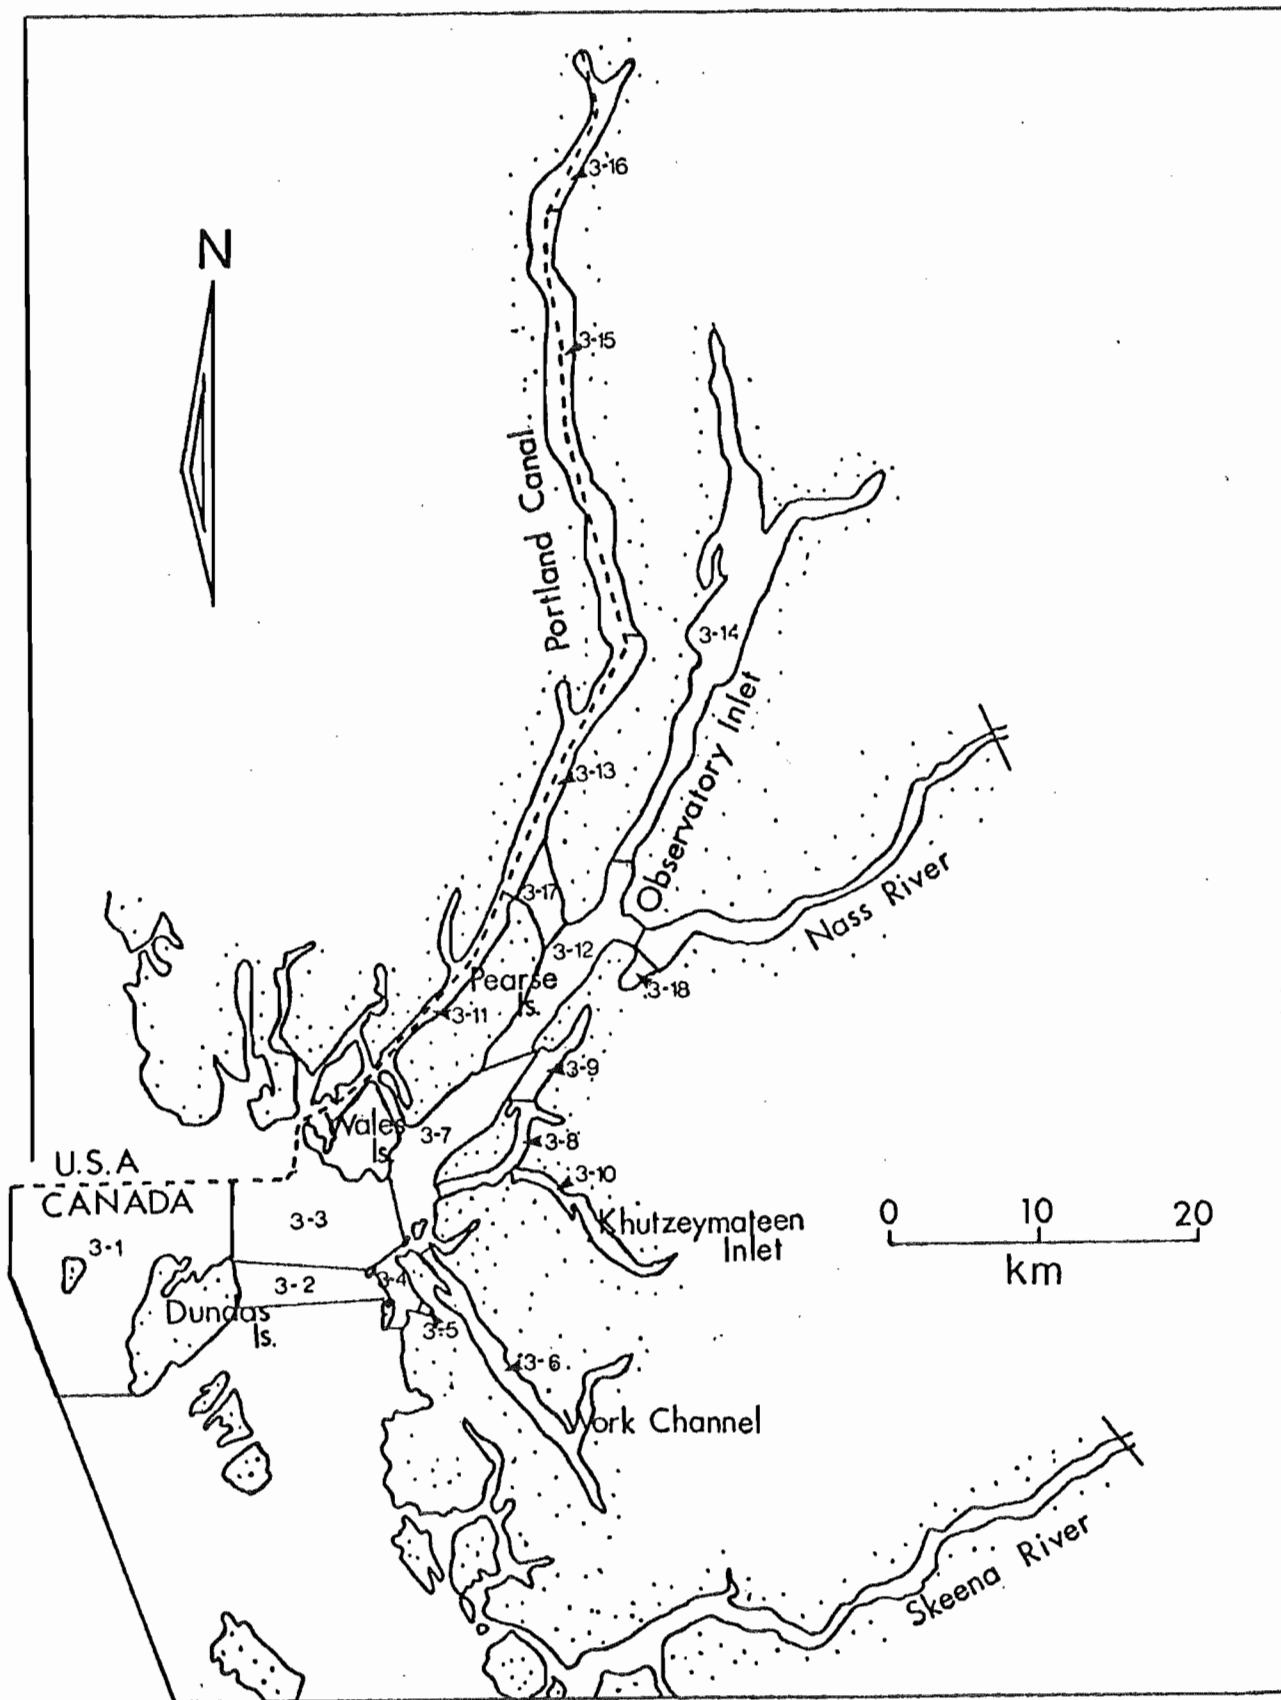 3-16
N
3-15
Portland Canal
3-14
Observatory Inlet
3-13
Nass River
3-17
3-12
Pearse
Is.
3-18
3-11
3-9
Wales
Is.
3-7
3-8
U.S.A
CANADA
3-10
3-3
Khutzeymateen
Inlet
0 10 20
km
3-1
3-2
3-4
Dundas
Is.
3-5
3-6
Work Channel
Skeena River